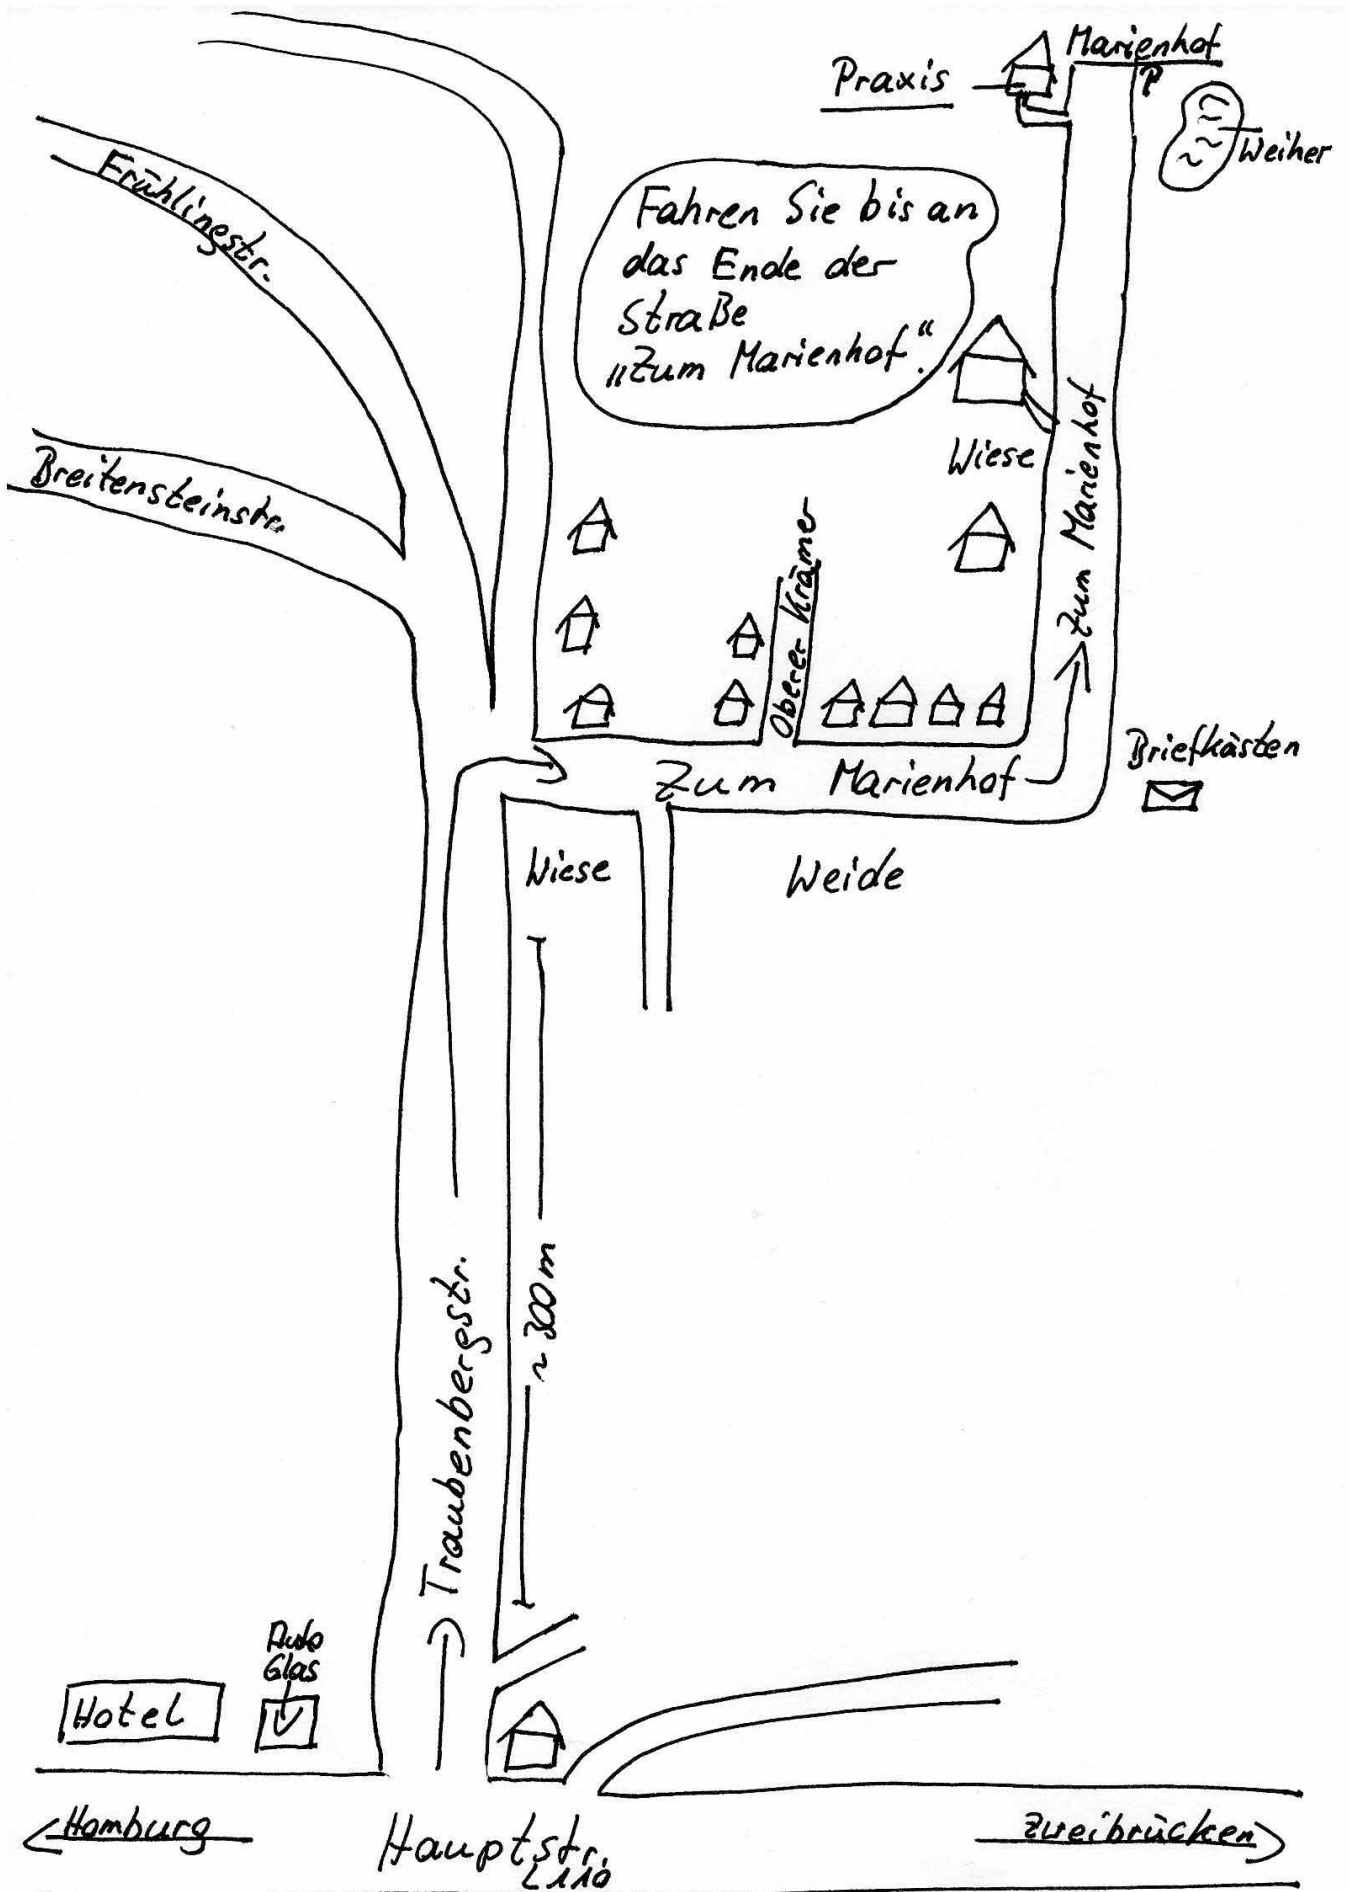 Marienhof
Praxis
P
Weiher
Frühlingstr.
Fahren Sie bis an
das Ende der
Straße
„Zum Marienhof“.
Breitensteinstr.
Wiese
Zum Marienhof
Oberer Krämer
Briefkästen
Zum Marienhof
Wiese
Weide
~ 300 m
Traubenbergstr.
Auto
Glas
Hotel
Homburg
Hauptstr.
L110
Zweibrücken